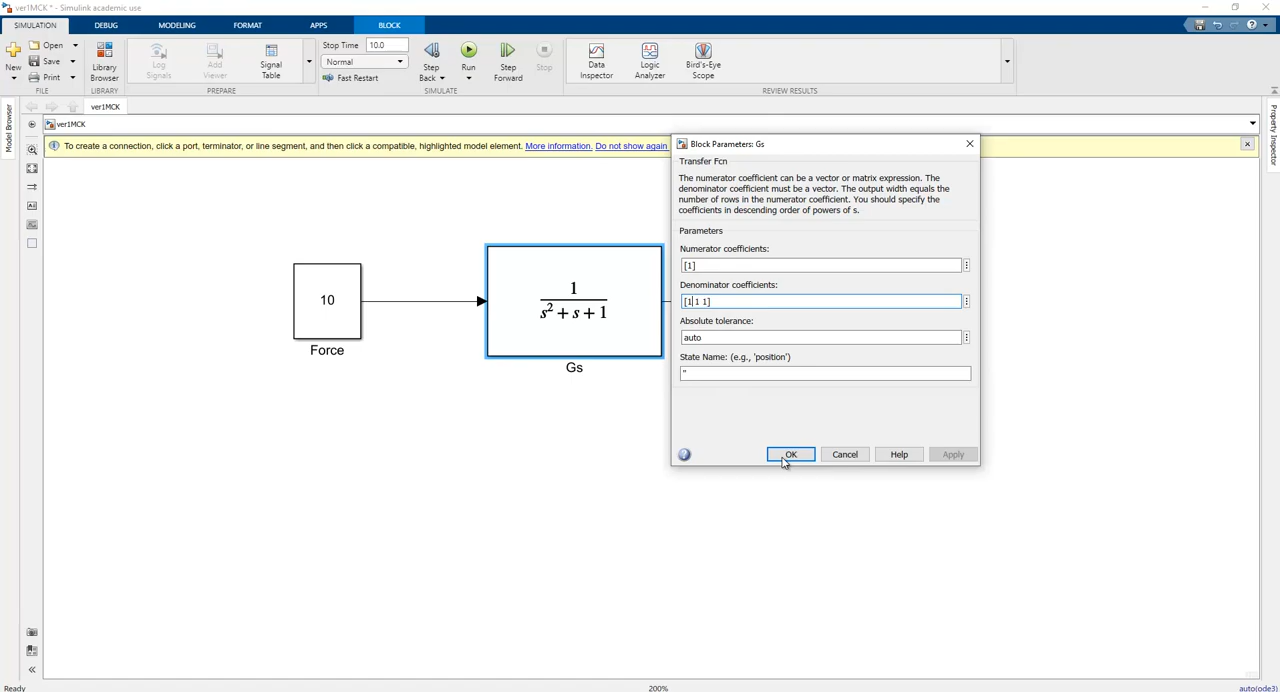 ver1MCK * - Simulink academic use
SIMULATION DEBUG MODELING FORMAT APPS BLOCK
New
Open
Save
Print
FILE
Library
Browser
LIBRARY
Log
Signals
Add
Viewer
Signal
Table
PREPARE
Stop Time 10.0
Normal
Fast Restart
Step
Back
Run
Step
Forward
Stop
SIMULATE
Data
Inspector
Logic
Analyzer
Bird's-Eye
Scope
REVIEW RESULTS
Model Browser
ver1MCK
ver1MCK
Property Inspector
To create a connection, click a port, terminator, or line segment, and then click a compatible, highlighted model element. More information. Do not show again
10
Force
1
s² + s + 1
Gs
Block Parameters: Gs
Transfer Fcn
The numerator coefficient can be a vector or matrix expression. The
denominator coefficient must be a vector. The output width equals the
number of rows in the numerator coefficient. You should specify the
coefficients in descending order of powers of s.
Parameters
Numerator coefficients:
[1]
Denominator coefficients:
[1 1 1]
Absolute tolerance:
auto
State Name: (e.g., 'position')
''
OK Cancel Help Apply
Ready 200% auto(ode3)